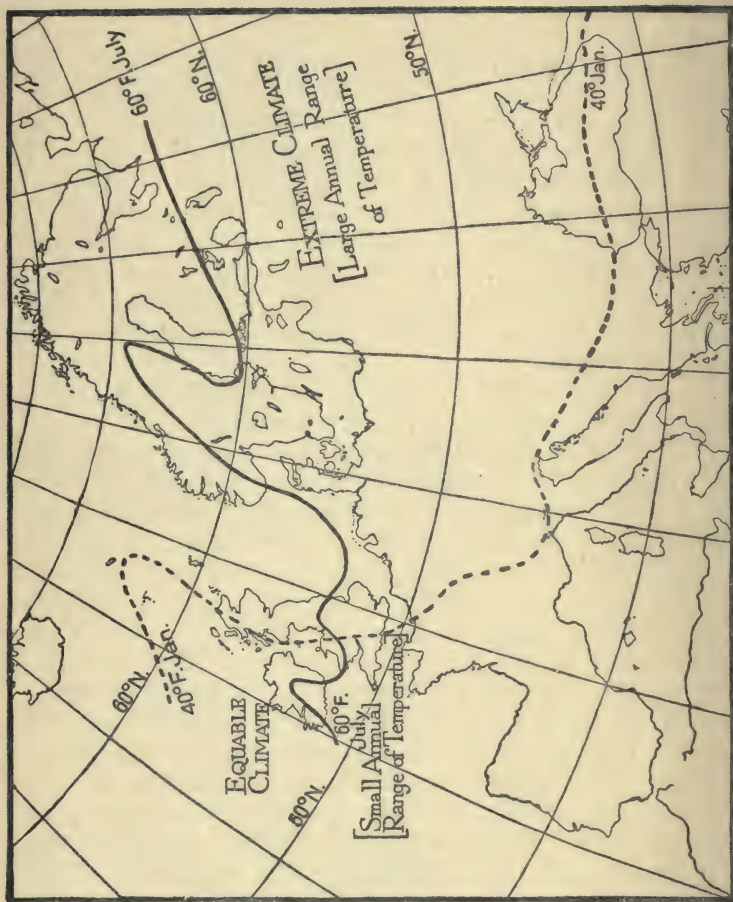 60°F. July
60°N.
EXTREME CLIMATE
[Large Annual Range
of Temperature]
50°N.
40° Jan.
60°N.
40°F. Jan.
EQUABLE
CLIMATE
50°N.
60°F.
July
[Small Annual
Range of Temperature]